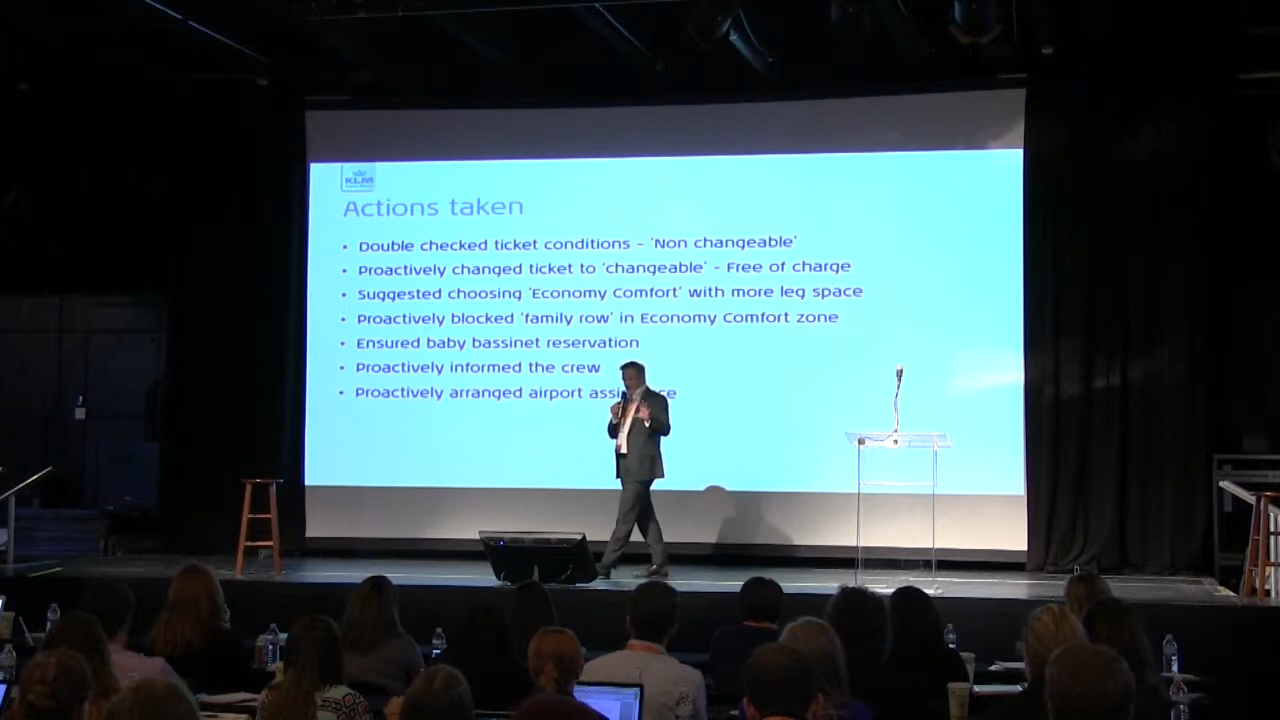 KLM
Actions taken
• Double checked ticket conditions - 'Non changeable'
• Proactively changed ticket to 'changeable' - Free of charge
• Suggested choosing 'Economy Comfort' with more leg space
• Proactively blocked 'family row' in Economy Comfort zone
• Ensured baby bassinet reservation
• Proactively informed the crew
• Proactively arranged airport